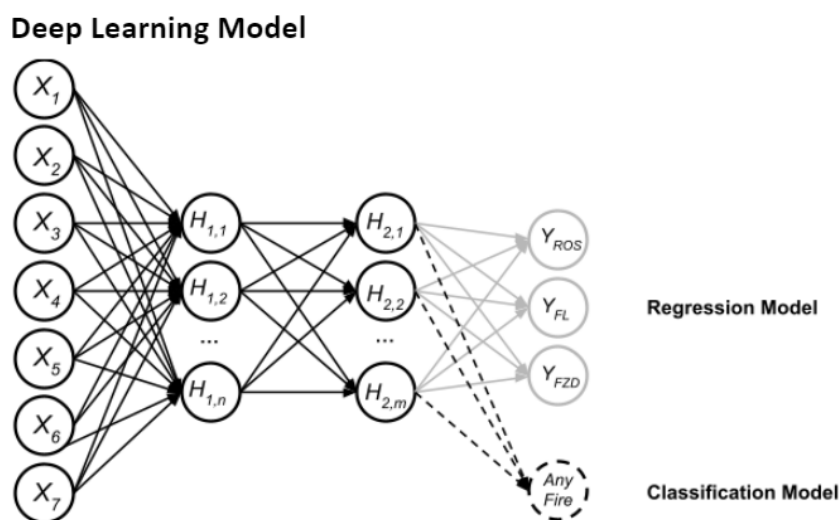 Deep Learning Model
X1
X2
X3
X4
X5
X6
X7
H1,1
H1,2
...
H1,n
H2,1
H2,2
...
H2,m
YROS
YFL
YFZD
Regression Model
Any
Fire
Classification Model